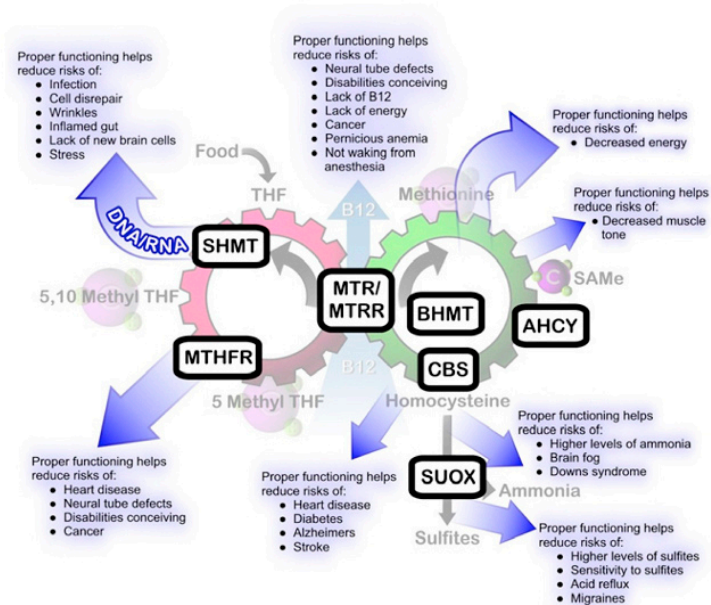 Proper functioning helps
reduce risks of:
● Infection
● Cell disrepair
● Wrinkles
● Inflamed gut
● Lack of new brain cells
● Stress
Proper functioning helps
reduce risks of:
● Neural tube defects
● Disabilities conceiving
● Lack of B12
● Lack of energy
● Cancer
● Pernicious anemia
● Not waking from
anesthesia
Proper functioning helps
reduce risks of:
● Decreased energy
Proper functioning helps
reduce risks of:
● Decreased muscle
tone
Food
THF
DNA/RNA
SHMT
B12
Methionine
5,10 Methyl THF
MTR/
MTRR
BHMT
C
SAMe
AHCY
MTHFR
B12
CBS
5 Methyl THF
Homocysteine
Proper functioning helps
reduce risks of:
● Heart disease
● Neural tube defects
● Disabilities conceiving
● Cancer
Proper functioning helps
reduce risks of:
● Heart disease
● Diabetes
● Alzheimers
● Stroke
Proper functioning helps
reduce risks of:
● Higher levels of ammonia
● Brain fog
● Downs syndrome
SUOX
Ammonia
Sulfites
Proper functioning helps
reduce risks of:
● Higher levels of sulfites
● Sensitivity to sulfites
● Acid reflux
● Migraines